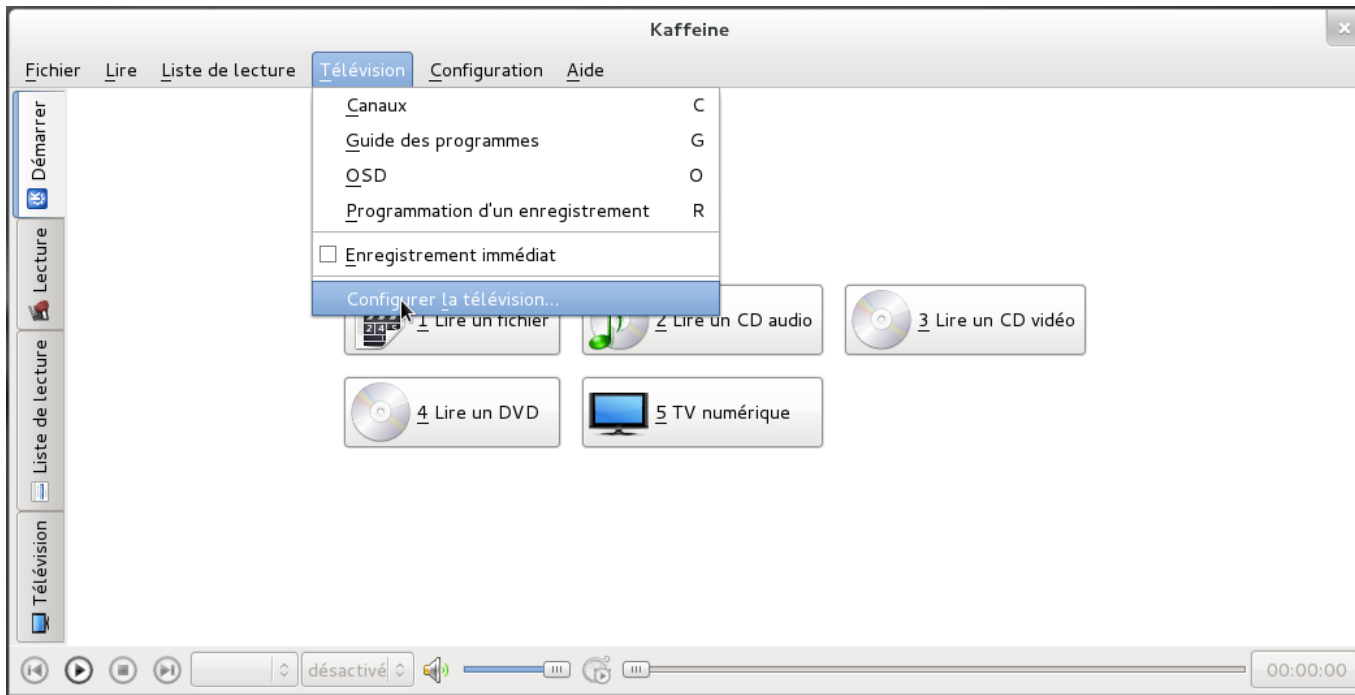 Kaffeine
Fichier Lire Liste de lecture Télévision Configuration Aide
Démarrer
Lecture
Liste de lecture
Télévision
Canaux C
Guide des programmes G
OSD O
Programmation d'un enregistrement R
Enregistrement immédiat
Configurer la télévision...
1 Lire un fichier
2 Lire un CD audio
3 Lire un CD vidéo
4 Lire un DVD
5 TV numérique
désactivé
00:00:00